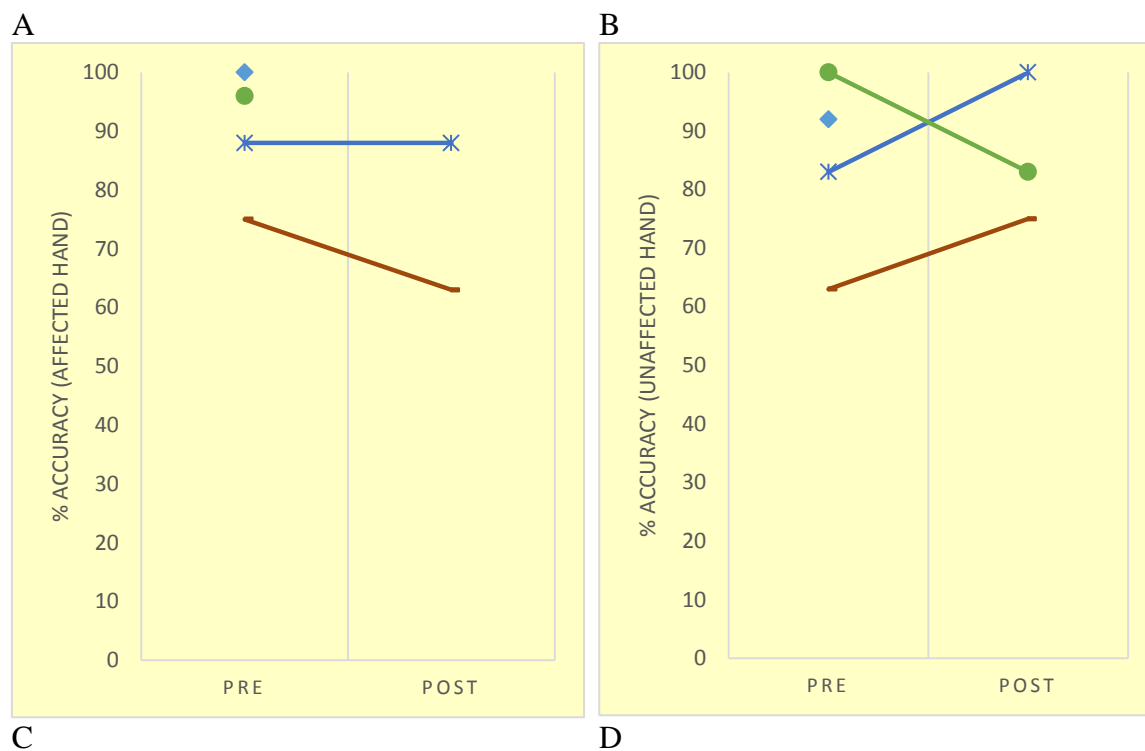 A
% ACCURACY (AFFECTED HAND)
100
90
80
70
60
50
40
30
20
10
0
PRE POST
B
% ACCURACY (UNAFFECTED HAND)
100
90
80
70
60
50
40
30
20
10
0
PRE POST
C
D